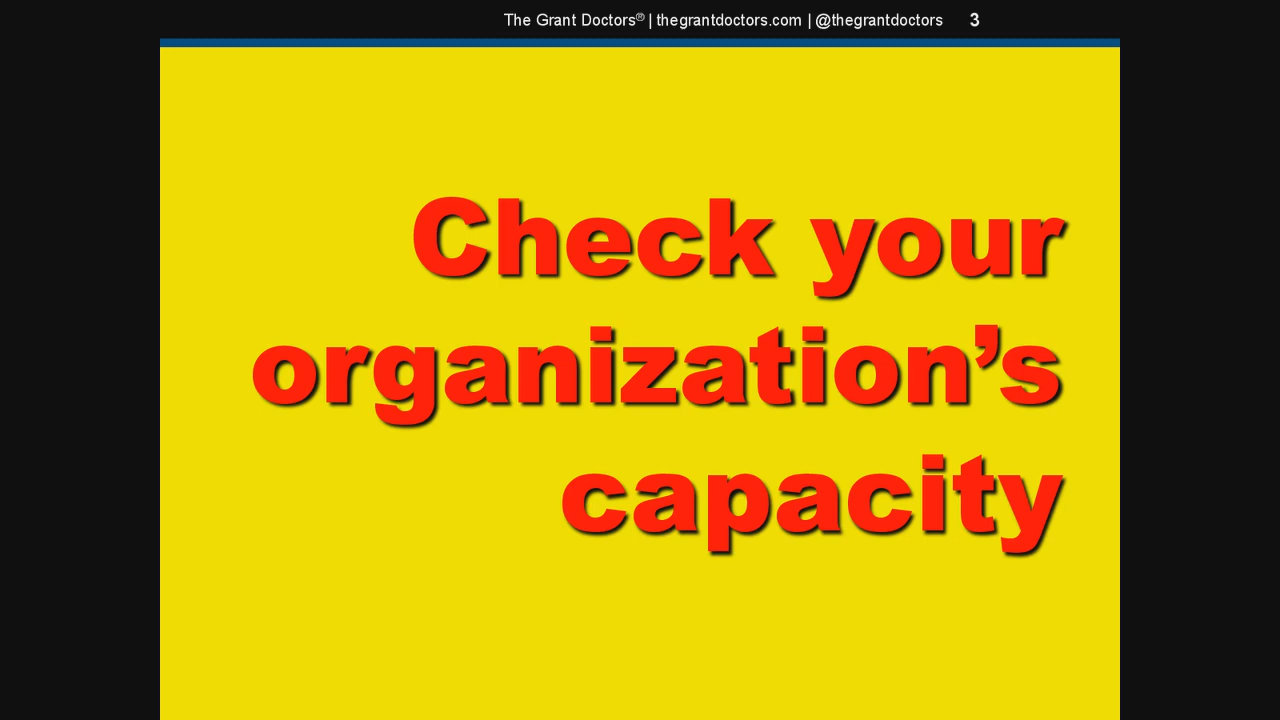 The Grant Doctors® | thegrantdoctors.com | @thegrantdoctors 3
Check your
organization’s
capacity